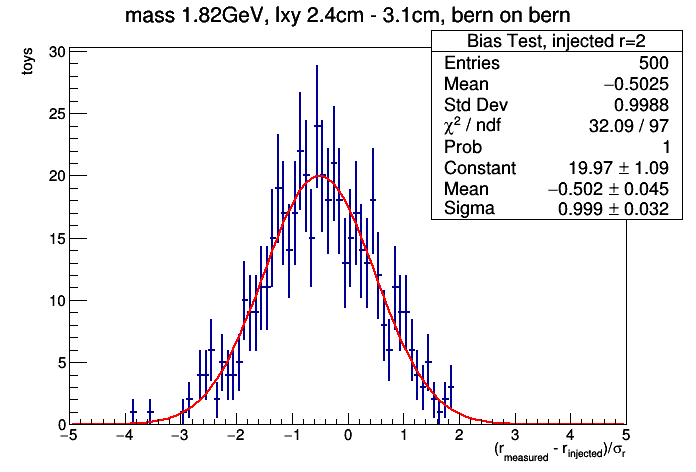 mass 1.82GeV, lxy 2.4cm - 3.1cm, bern on bern
Bias Test, injected r=2
Entries 500
Mean −0.5025
Std Dev 0.9988
χ² / ndf 32.09 / 97
Prob 1
Constant 19.97 ± 1.09
Mean −0.502 ± 0.045
Sigma 0.999 ± 0.032
toys
30
25
20
15
10
5
0
−5 −4 −3 −2 −1 0 1 2 3 4 5
(r_measured - r_injected)/σ_r